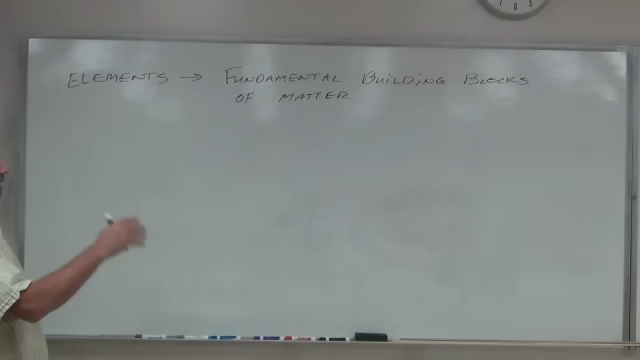 ELEMENTS → FUNDAMENTAL BUILDING BLOCKS
OF MATTER